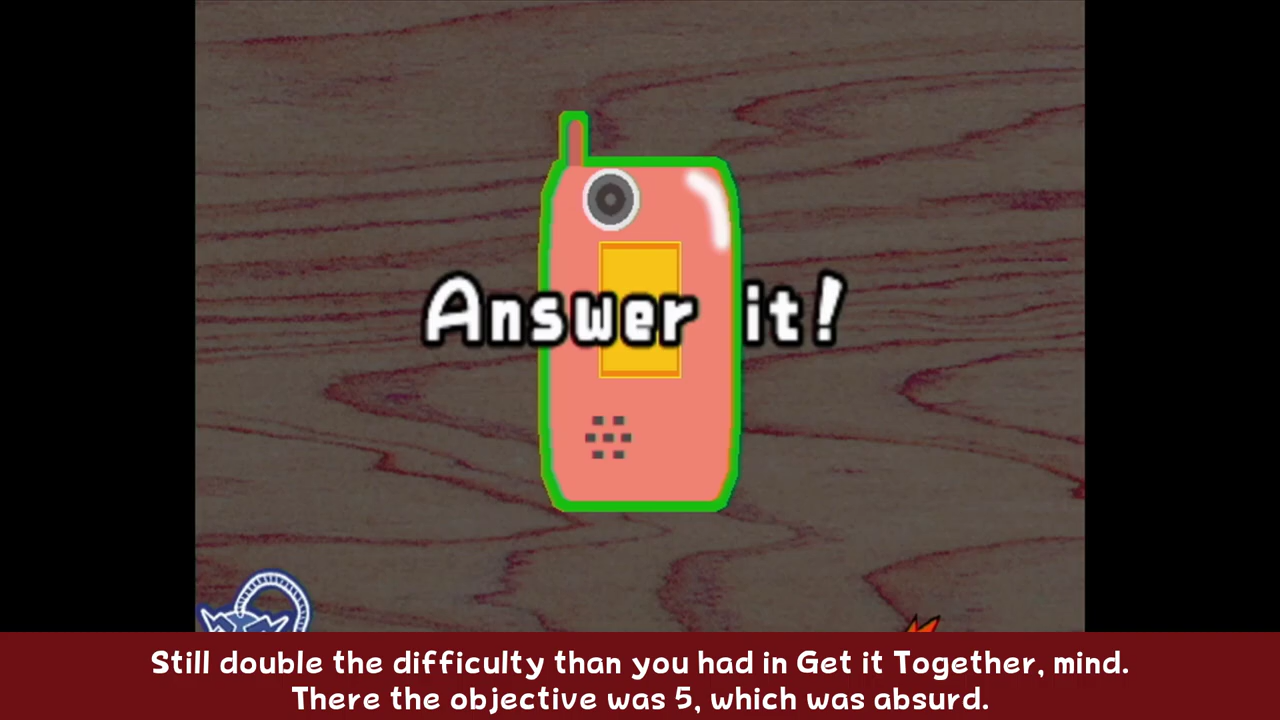 Answer it!
Still double the difficulty than you had in Get it Together, mind.
There the objective was 5, which was absurd.